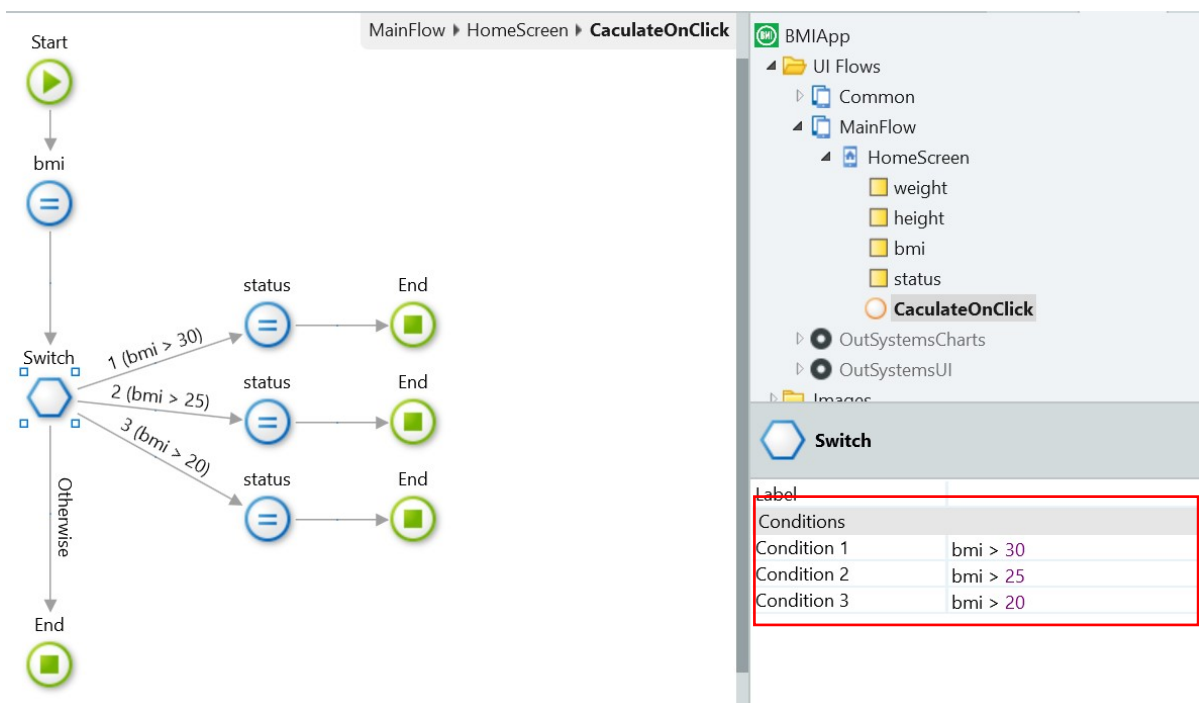 MainFlow HomeScreen CaculateOnClick
Start
bmi
Switch
1 (bmi > 30)
status
End
2 (bmi > 25)
status
End
3 (bmi > 20)
status
End
Otherwise
End
BMI
BMIApp
UI Flows
Common
MainFlow
HomeScreen
weight
height
bmi
status
CaculateOnClick
OutSystemsCharts
OutSystemsUI
Images
Switch
Label
Conditions
Condition 1 bmi > 30
Condition 2 bmi > 25
Condition 3 bmi > 20